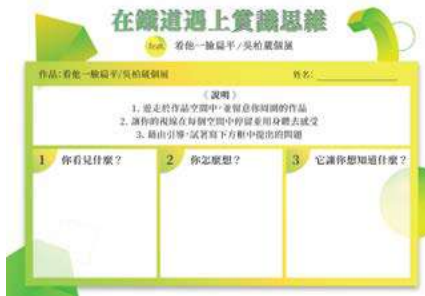 在鐵道遇上賞識思維
feat. 看他一臉扁平/吳柏葳個展
作品:看他一臉扁平/吳柏葳個展 姓名:
《說明》
1. 遊走於作品空間中，並留意你周圍的作品
2. 讓你的視線在每個空間中停留並用身體去感受
3. 藉由引導，試著寫下方框中提出的問題
1 你看見什麼？
2 你怎麼想？
3 它讓你想知道什麼？